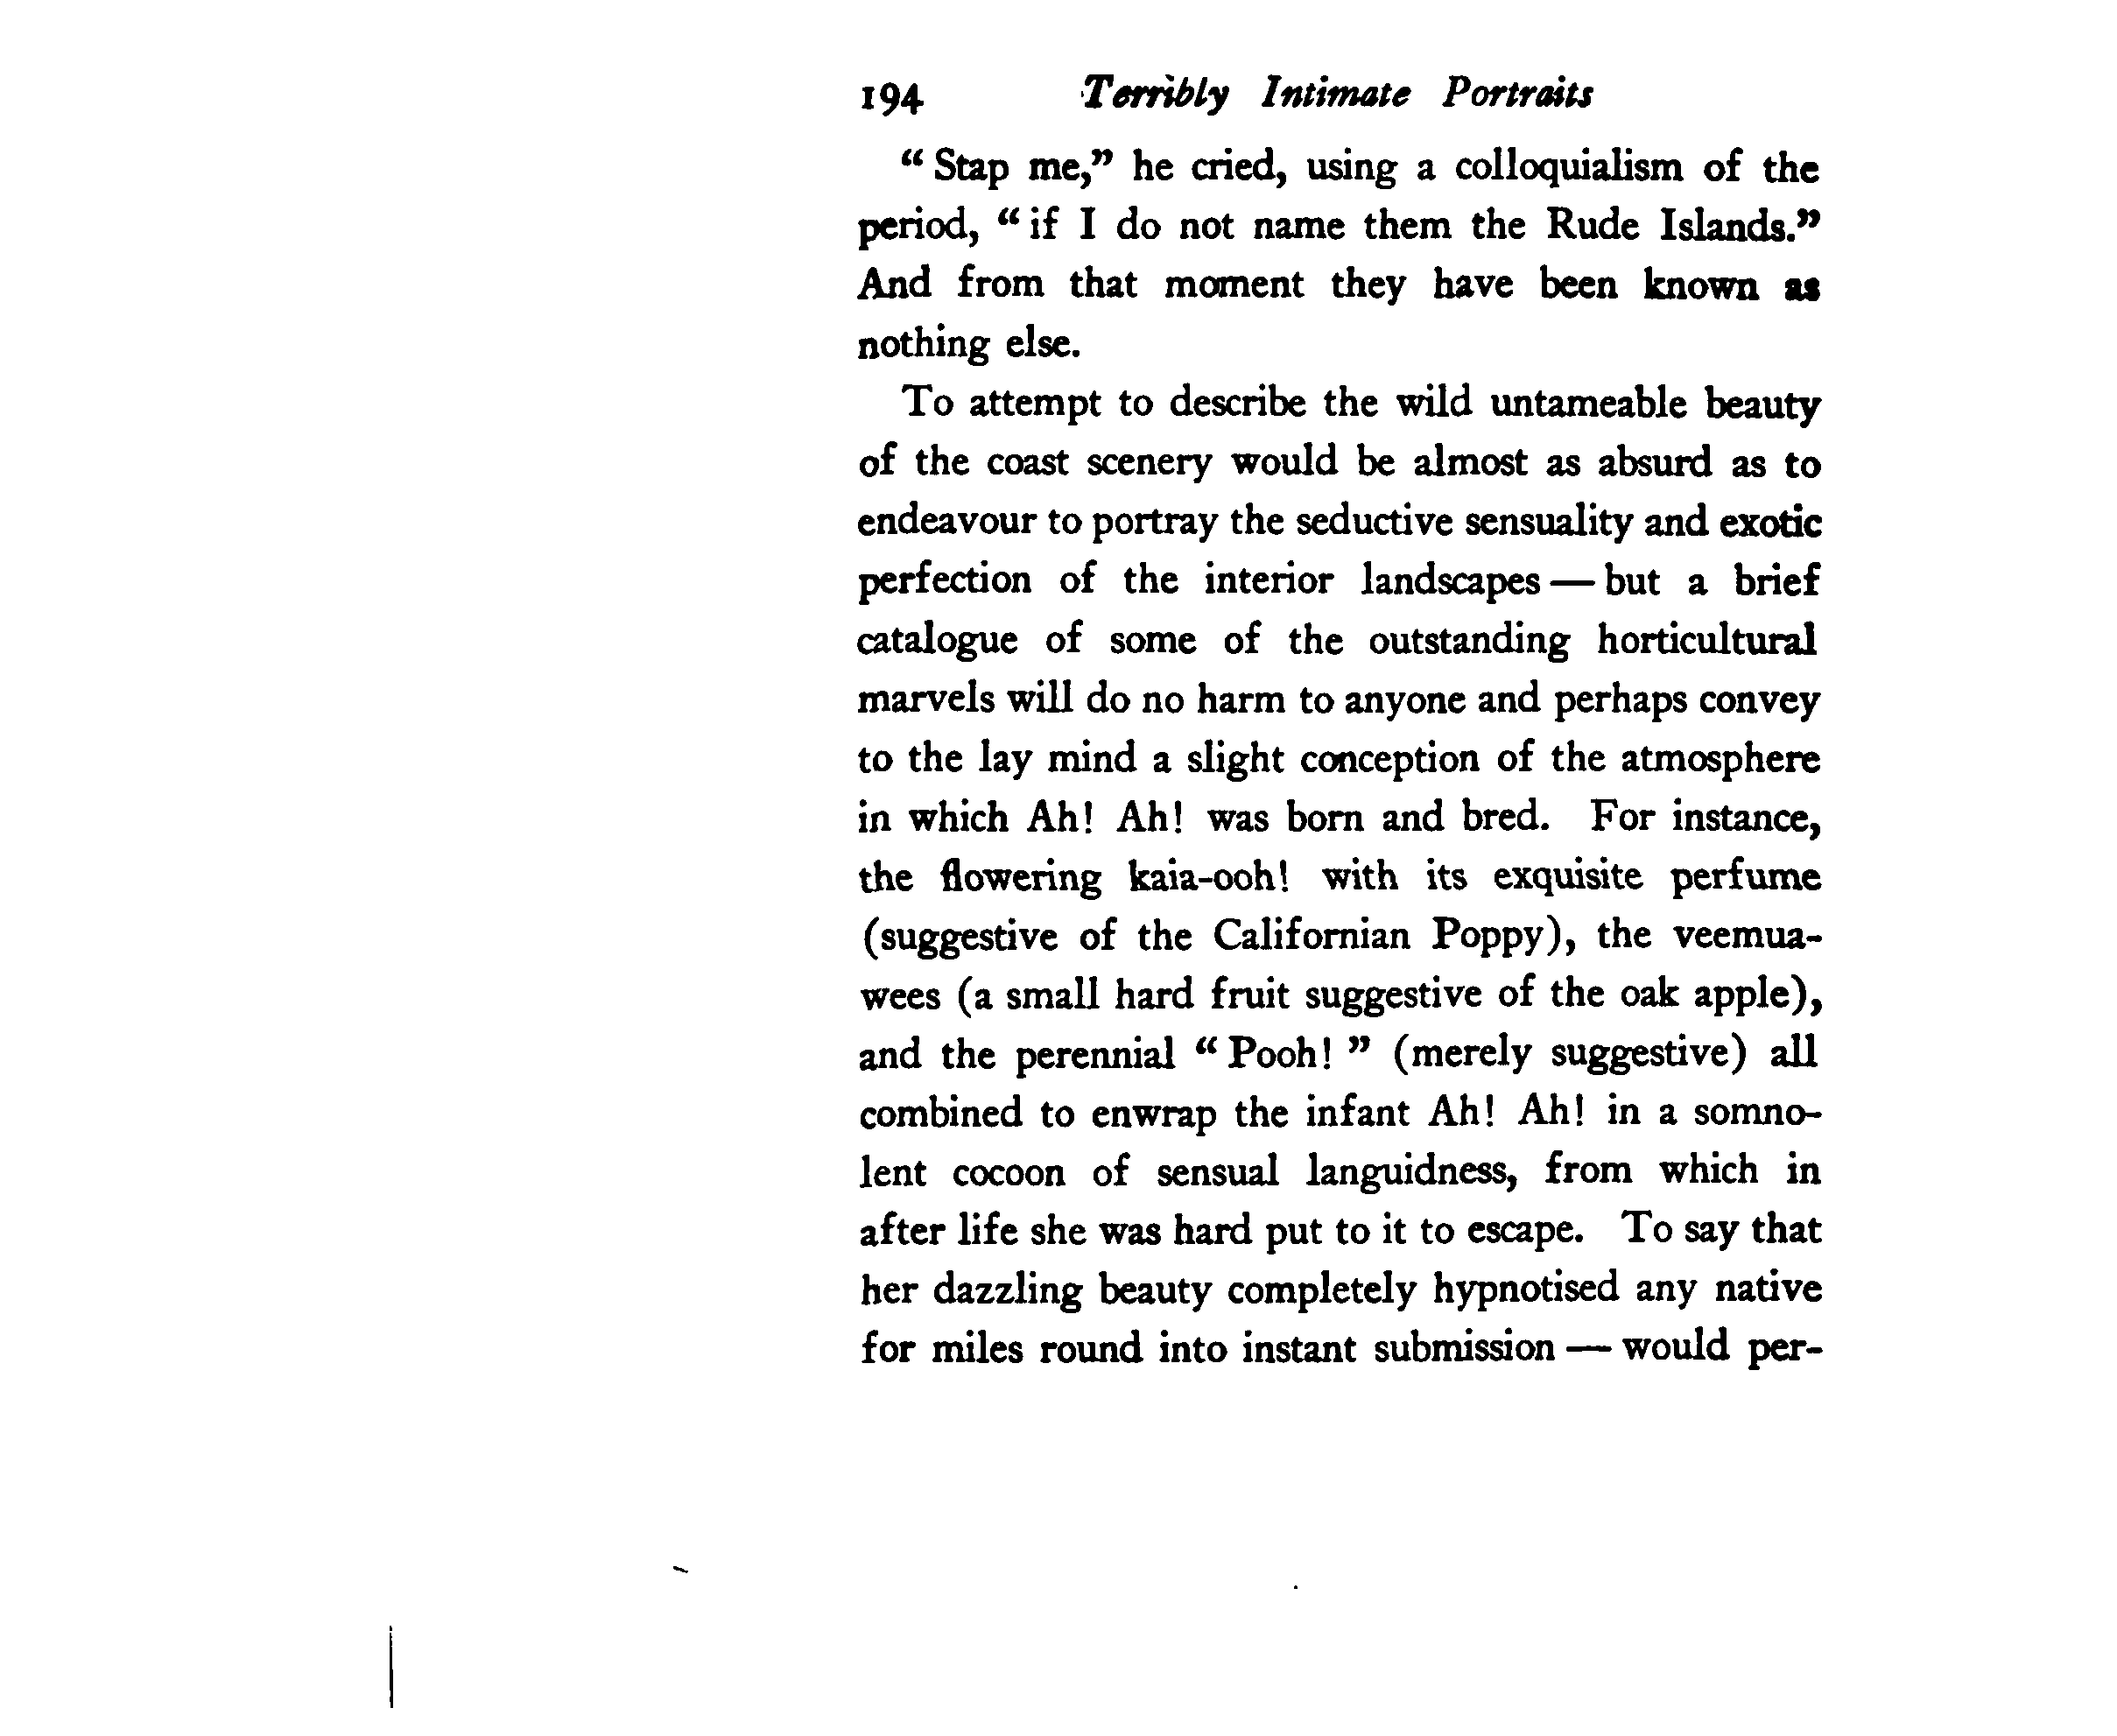 194 Terribly Intimate Portraits
“Stap me,” he cried, using a colloquialism of the
period, “if I do not name them the Rude Islands.”
And from that moment they have been known as
nothing else.
To attempt to describe the wild untameable beauty
of the coast scenery would be almost as absurd as to
endeavour to portray the seductive sensuality and exotic
perfection of the interior landscapes — but a brief
catalogue of some of the outstanding horticultural
marvels will do no harm to anyone and perhaps convey
to the lay mind a slight conception of the atmosphere
in which Ah! Ah! was born and bred. For instance,
the flowering kaia-ooh! with its exquisite perfume
(suggestive of the Californian Poppy), the veemua-
wees (a small hard fruit suggestive of the oak apple),
and the perennial “Pooh!” (merely suggestive) all
combined to enwrap the infant Ah! Ah! in a somno-
lent cocoon of sensual languidness, from which in
after life she was hard put to it to escape. To say that
her dazzling beauty completely hypnotised any native
for miles round into instant submission — would per-